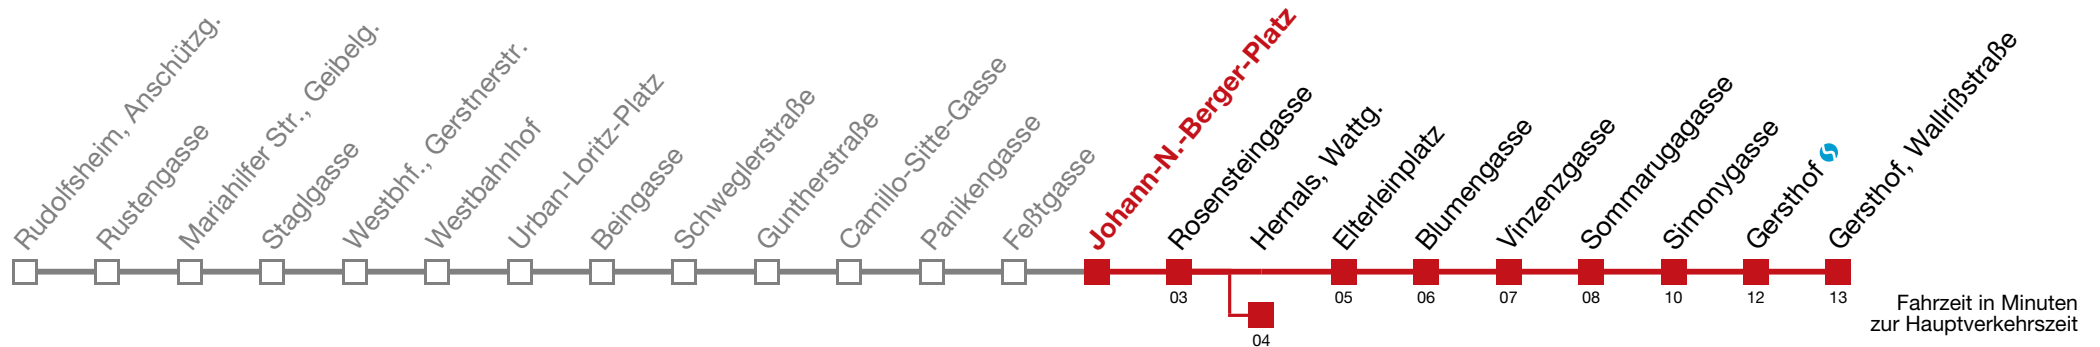 Rudolfsheim, Anschützg.
Rustengasse
Mariahilfer Str., Geibelg.
Staglgasse
Westbhf., Gerstnerstr.
Westbahnhof
Urban-Loritz-Platz
Beingasse
Schweglerstraße
Guntherstraße
Camillo-Sitte-Gasse
Panikengasse
Feßtgasse
Johann-N.-Berger-Platz
Rosensteingasse
Hernals, Wattg.
Elterleinplatz
Blumengasse
Vinzenzgasse
Sommarugagasse
Simonygasse
Gersthof
Gersthof, Wallrißstraße
03
04
05
06
07
08
10
12
13
Fahrzeit in Minuten
zur Hauptverkehrszeit